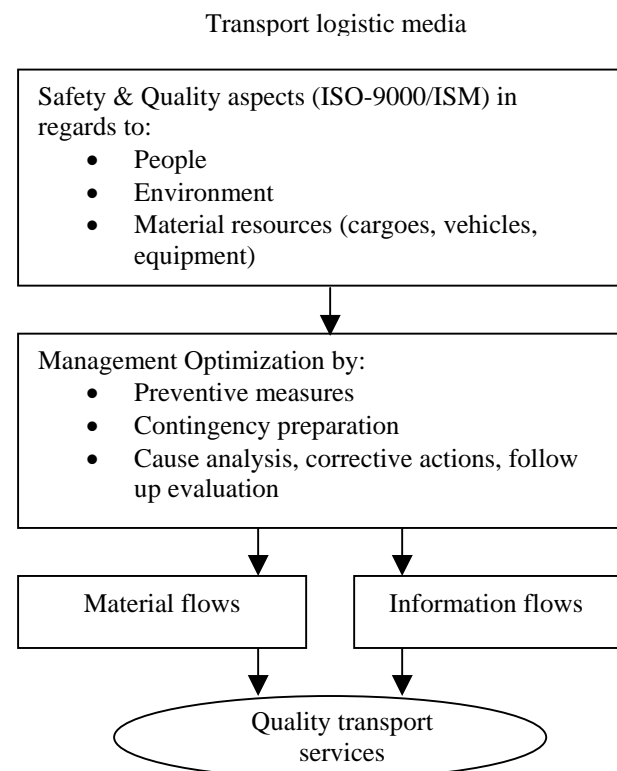 Transport logistic media
Safety & Quality aspects (ISO-9000/ISM) in
regards to:
• People
• Environment
• Material resources (cargoes, vehicles,
equipment)
Management Optimization by:
• Preventive measures
• Contingency preparation
• Cause analysis, corrective actions, follow
up evaluation
Material flows
Information flows
Quality transport
services